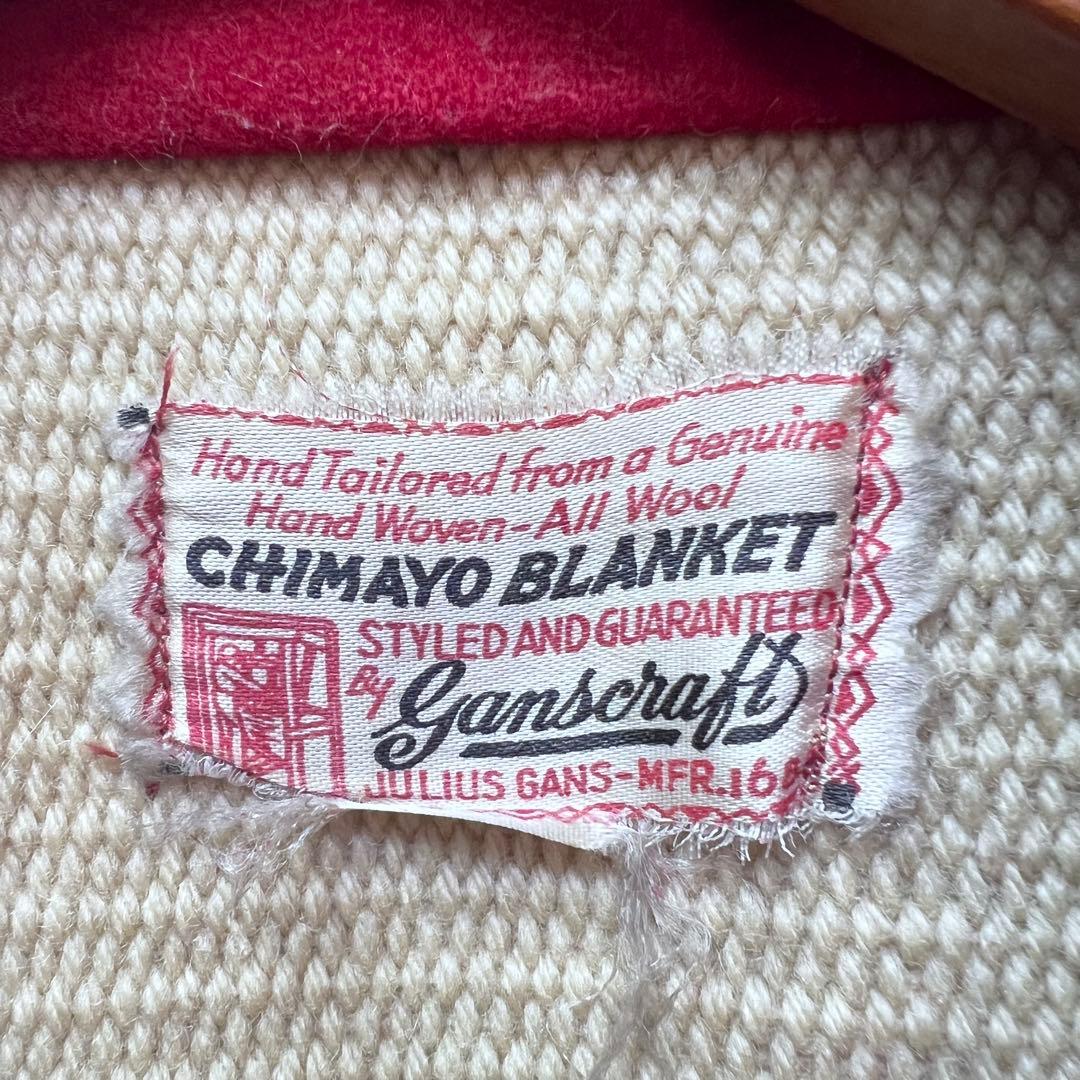 Hand Tailored from a Genuine
Hand Woven-All Wool
CHIMAYO BLANKET
STYLED AND GUARANTEED
By Ganscraft
JULIUS GANS-MFR.